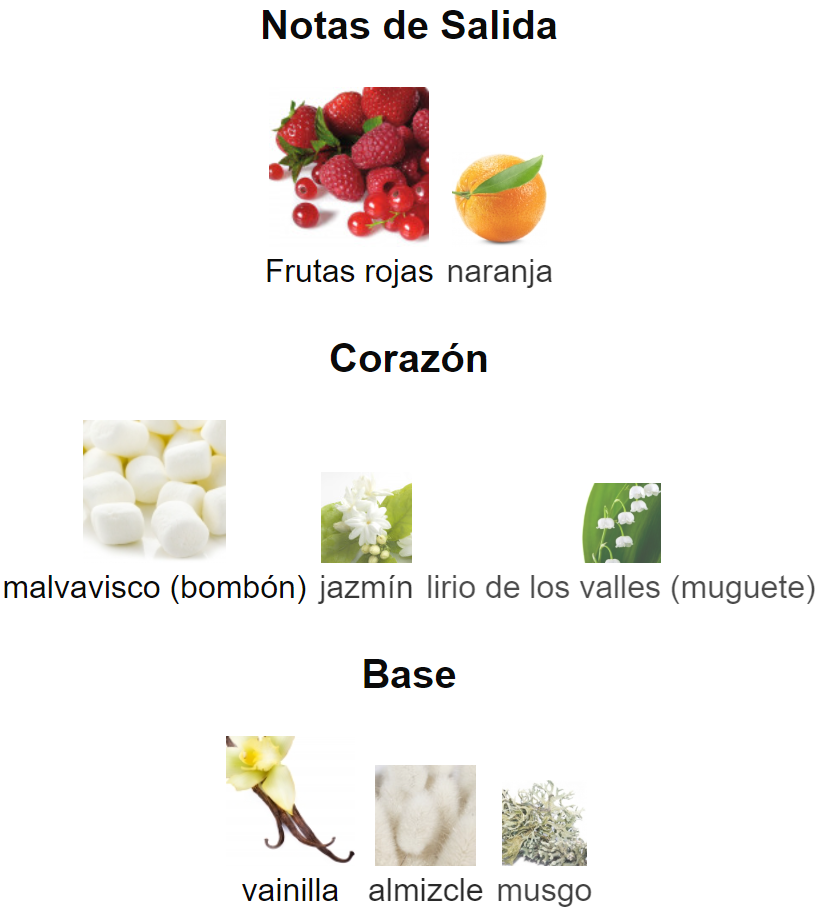 Notas de Salida
Frutas rojas naranja
Corazón
malvavisco (bombón) jazmín lirio de los valles (muguete)
Base
vainilla almizcle musgo